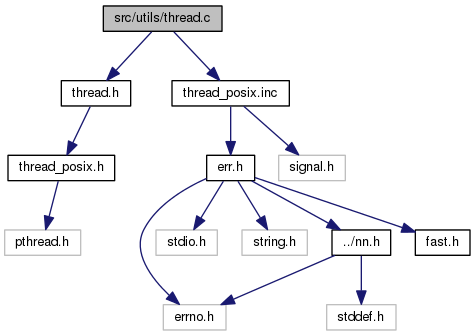 src/utils/thread.c
thread.h
thread_posix.inc
thread_posix.h
err.h
signal.h
pthread.h
stdio.h
string.h
../nn.h
fast.h
errno.h
stddef.h